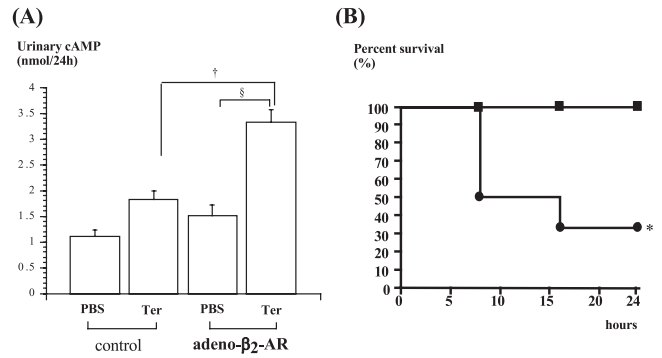 (A)
Urinary cAMP
(nmol/24h)
4
3.5
3
2.5
2
1.5
1
0.5
0
†
§
PBS Ter PBS Ter
control adeno-β2-AR
(B)
Percent survival
(%)
100
90
80
70
60
50
40
30
20
10
0
*
0 5 10 15 20 24
hours